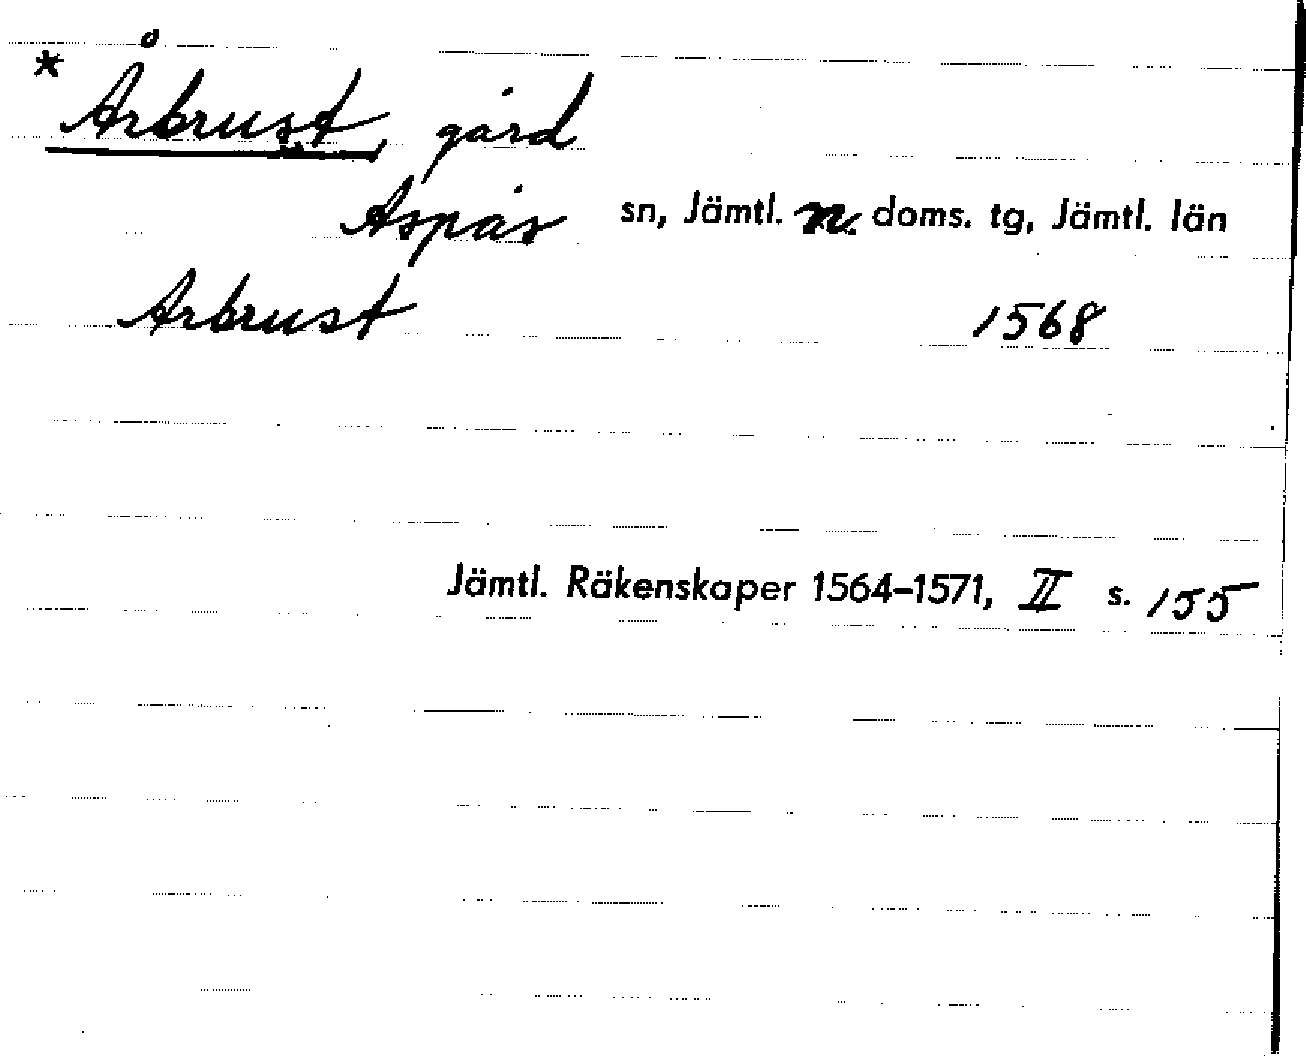 * Årbrust, gård
Aspås sn, Jämtl. n. doms. tg, Jämtl. län
Arbrust 1568
Jämtl. Räkenskaper 1564–1571, II s. 155